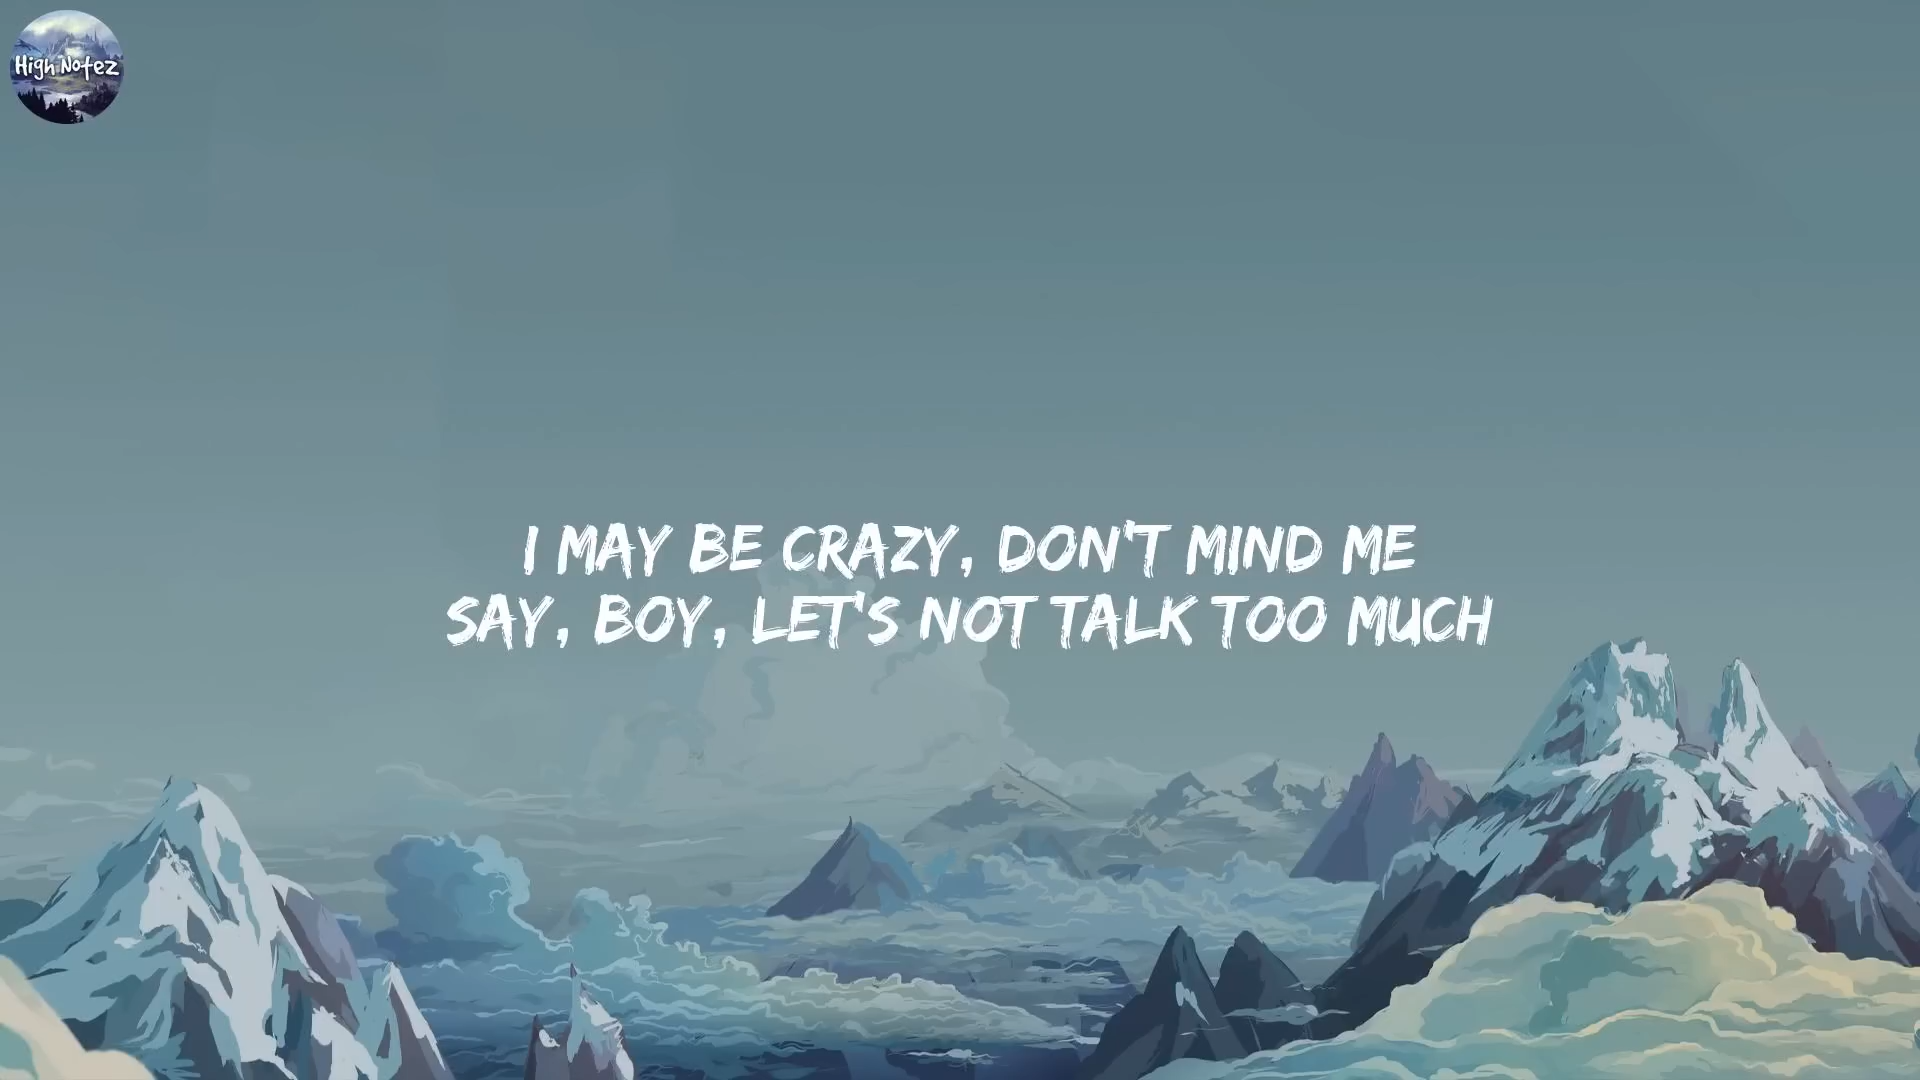 High Notez
I MAY BE CRAZY, DON'T MIND ME
SAY, BOY, LET'S NOT TALK TOO MUCH